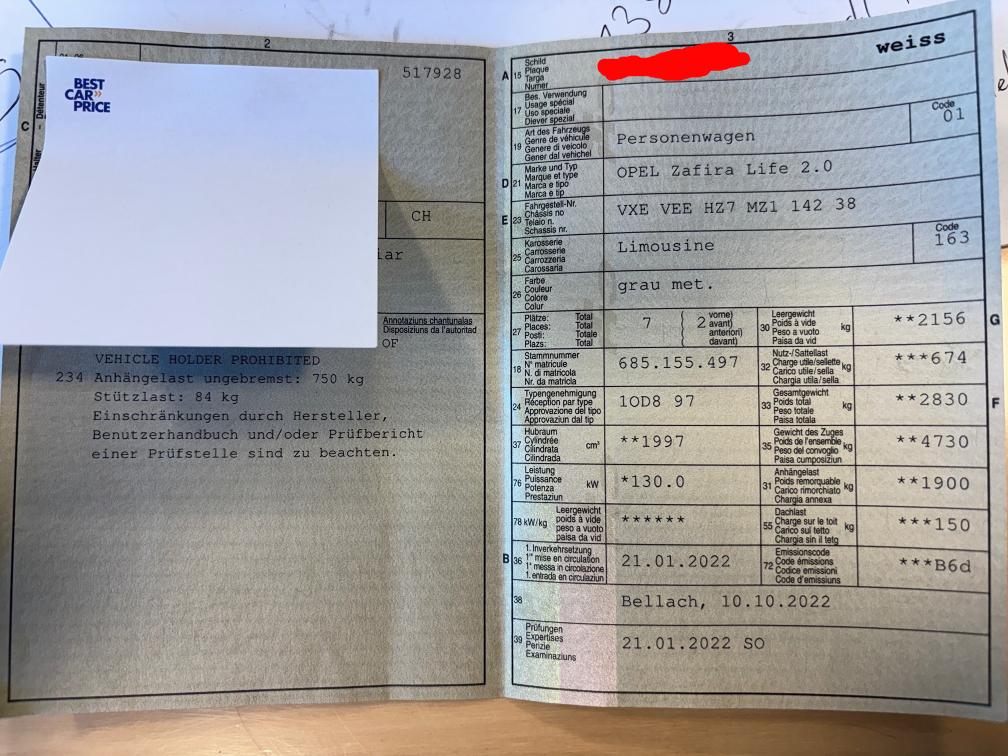 2
517928
BEST
CAR»
PRICE
C
Halter - Détenteur
CH
iar
Annotaziuns chantunalas
Disposiziuns da l'autoritad
OF
VEHICLE HOLDER PROHIBITED
234 Anhängelast ungebremst: 750 kg
Stützlast: 84 kg
Einschränkungen durch Hersteller,
Benutzerhandbuch und/oder Prüfbericht
einer Prüfstelle sind zu beachten.
3
weiss
A 15 Schild
Plaque
Targa
Numer
17 Bes. Verwendung
Usage spécial
Uso speciale
Diever spezial
19 Art des Fahrzeugs
Genre de véhicule
Genere di veicolo
Gener dal vehichel
Personenwagen
Code
01
D 21 Marke und Typ
Marque et type
Marca e tipo
Marca e tip
OPEL Zafira Life 2.0
E 23 Fahrgestell-Nr.
Châssis no
Telaio n.
Schassis nr.
VXE VEE HZ7 MZ1 142 38
25 Karosserie
Carrosserie
Carrozzeria
Carossaria
Limousine
Code
163
26 Farbe
Couleur
Colore
Colur
grau met.
27 Plätze: Total
Places: Total
Posti: Totale
Plazs: Total
7 ( 2 vorne)
avant)
anteriori)
davant)
30 Leergewicht
Poids à vide
Peso a vuoto
Paisa da vid
kg
**2156
G
18 Stammnummer
N° matricule
N. di matricola
Nr. da matricla
685.155.497
32 Nutz-/Sattellast
Charge utile/sellette
Carico utile/sella
Chargia utila/sella
kg
***674
24 Typengenehmigung
Réception par type
Approvazione del tipo
Approvaziun dal tip
1OD8 97
33 Gesamtgewicht
Poids total
Peso totale
Paisa totala
kg
**2830
F
37 Hubraum
Cylindrée
Cilindrata
Cilindrada
cm³
**1997
35 Gewicht des Zuges
Poids de l'ensemble
Peso del convoglio
Paisa cumposiziun
kg
**4730
76 Leistung
Puissance
Potenza
Prestaziun
kW
*130.0
31 Anhängelast
Poids remorquable
Carico rimorchiato
Chargia annexa
kg
**1900
78 kW/kg Leergewicht
poids à vide
peso a vuoto
paisa da vid
******
55 Dachlast
Charge sur le toit
Carico sul tetto
Chargia sin il tetg
kg
***150
B 36 1. Inverkehrsetzung
1re mise en circulation
1a messa in circolazione
1. entrada en circulaziun
21.01.2022
72 Emissionscode
Code émissions
Codice emissioni
Code d'emissiuns
***B6d
38
Bellach, 10.10.2022
39 Prüfungen
Expertises
Perizie
Examinaziuns
21.01.2022 SO